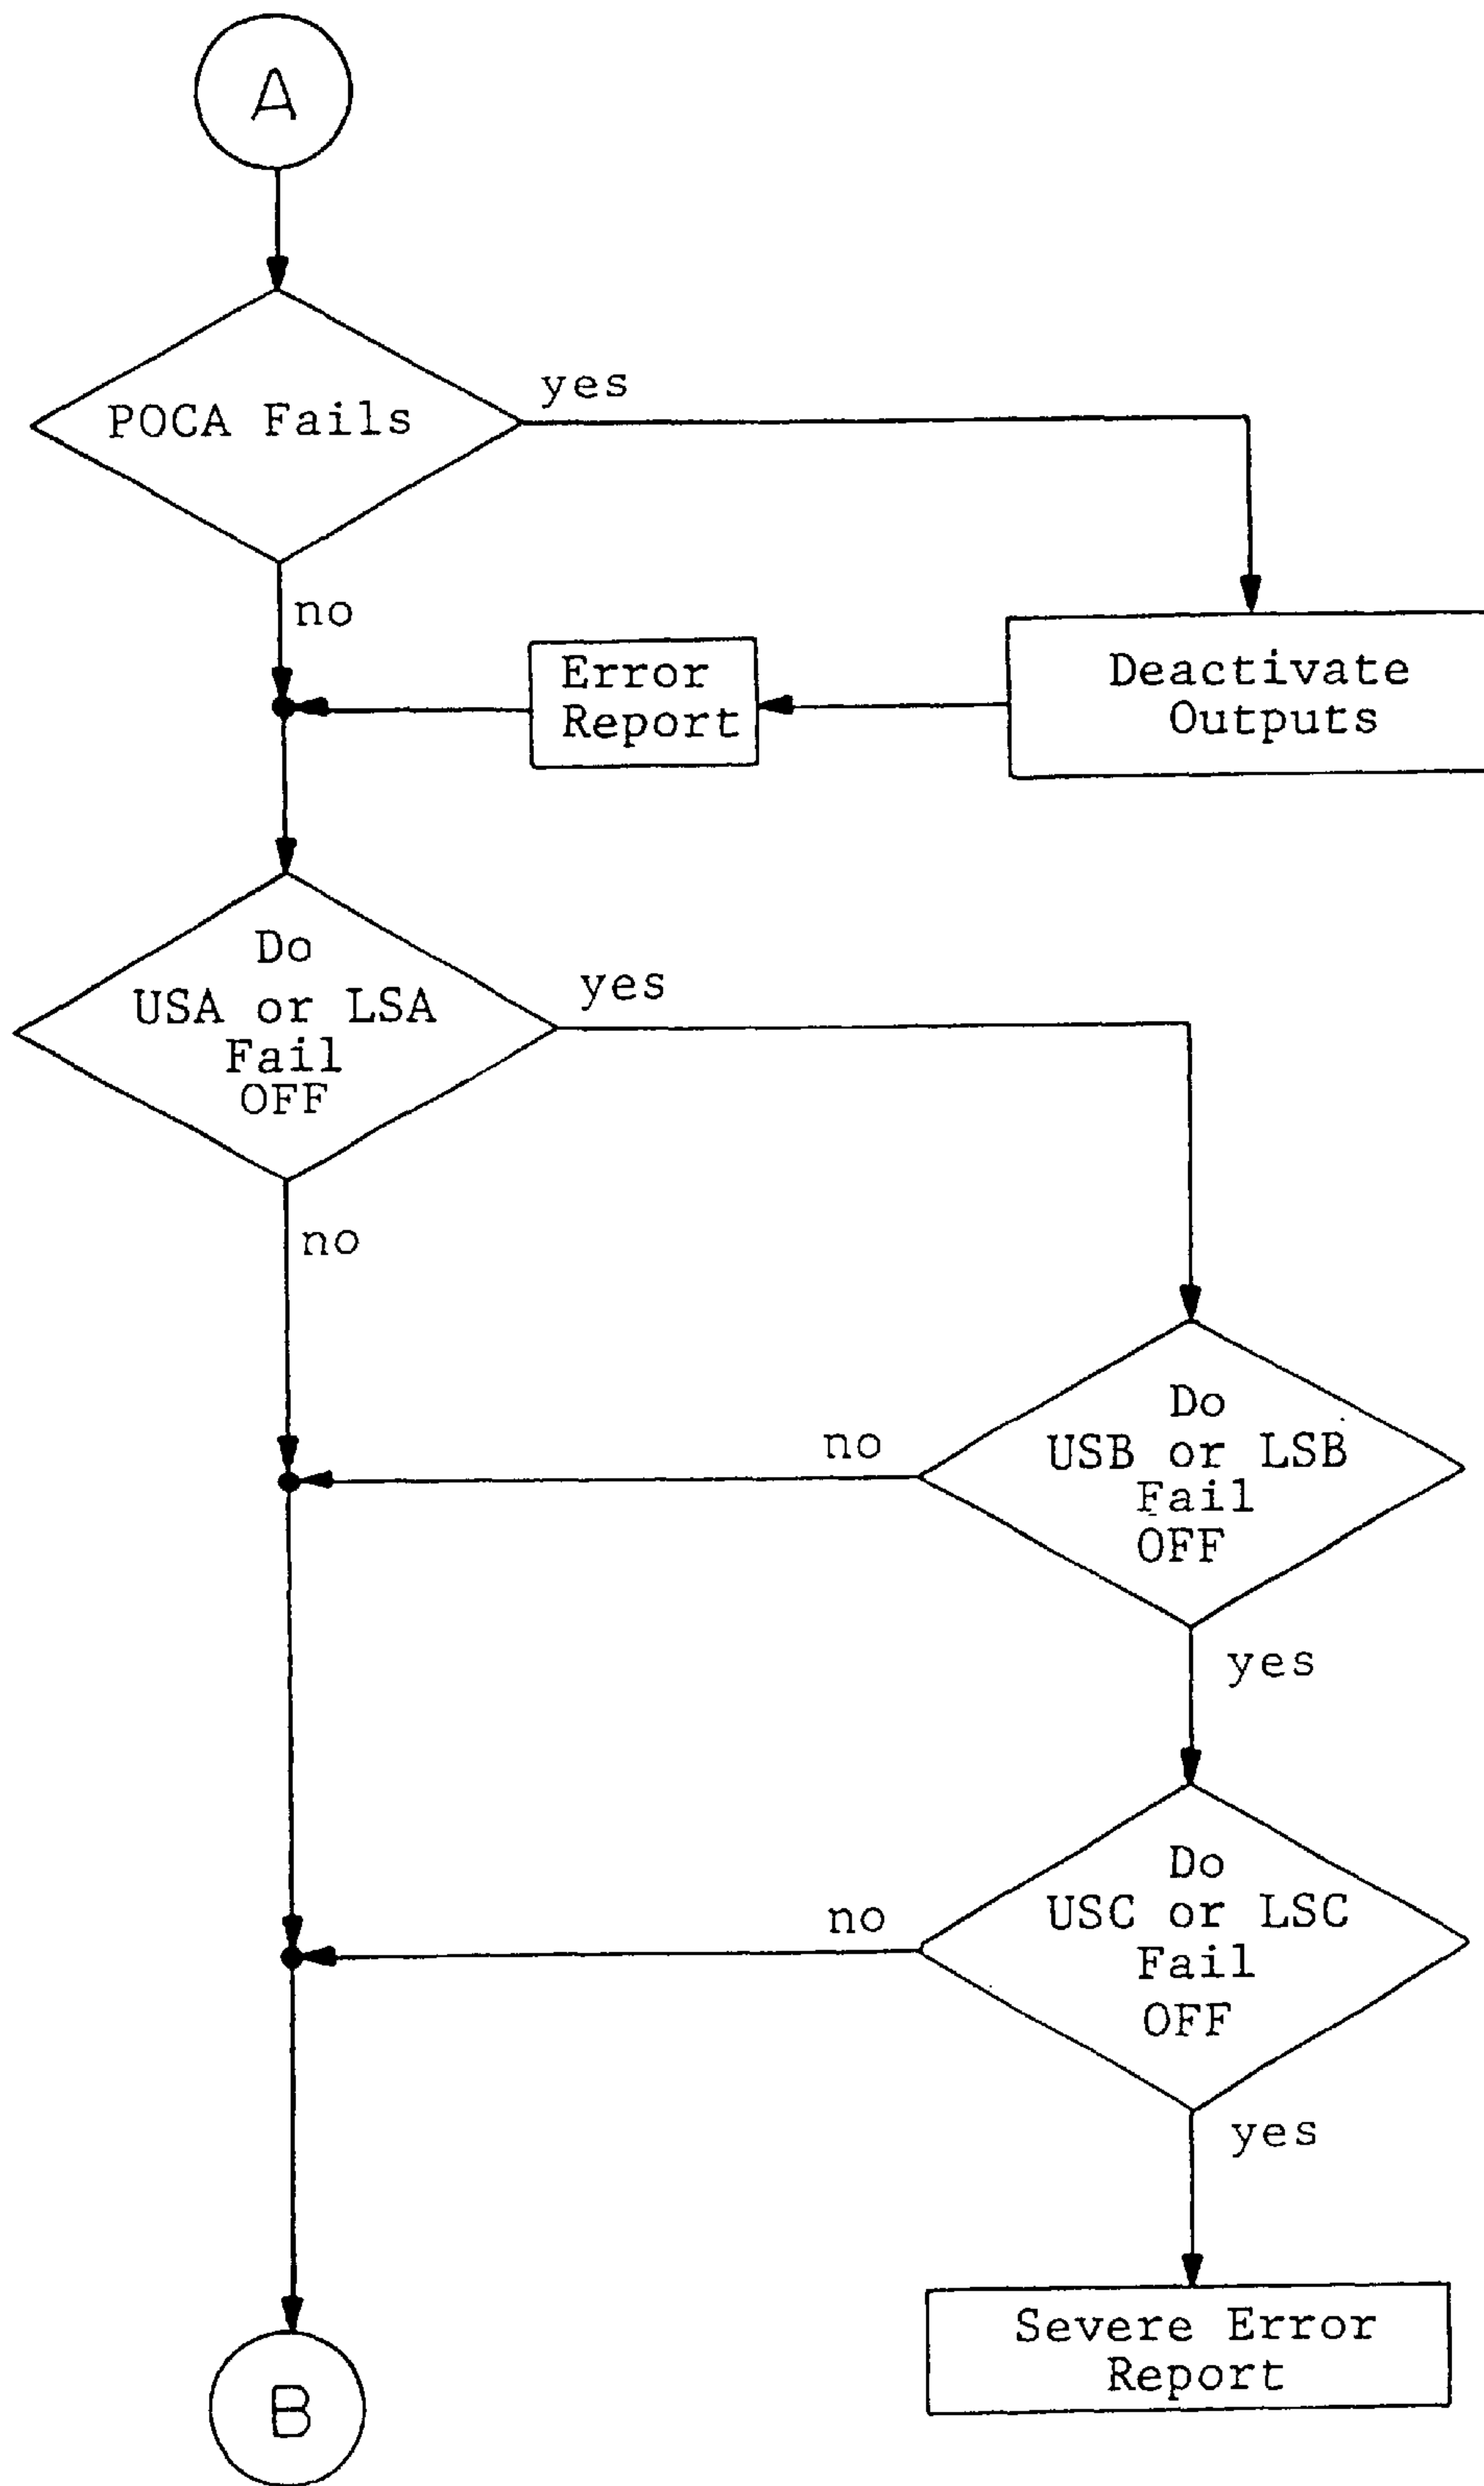 A
POCA Fails
yes
no
Error
Report
Deactivate
Outputs
Do
USA or LSA
Fail
OFF
yes
no
Do
USB or LSB
Fail
OFF
no
yes
Do
USC or LSC
Fail
OFF
no
yes
Severe Error
Report
B